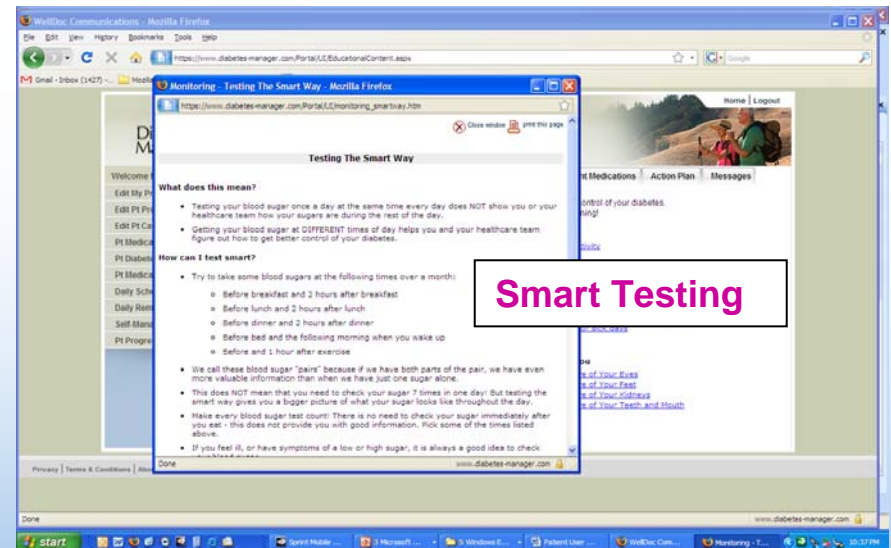 WellDoc Communications - Mozilla Firefox
File Edit View History Bookmarks Tools Help
https://www.diabetes-manager.com/Portal/UI/EducationalContent.aspx
Google
Gmail - Inbox (1427) - ...
Home | Logout
Medications Action Plan Messages
control of your diabetes.
Welcome
Edit My
Edit Pt
Edit Pt
Pt Medica
Pt Diabet
Pt Medica
Daily
Daily
Self-Mana
Pt Progre
sick days
of Your Eyes
of Your Feet
of Your Kidneys
of Your Teeth and Mouth
Monitoring - Testing The Smart Way - Mozilla Firefox
https://www.diabetes-manager.com/Portal/UI/monitoring_smartway.htm
Close window print this page
Testing The Smart Way
What does this mean?
• Testing your blood sugar once a day at the same time every day does NOT show you or your
healthcare team how your sugars are during the rest of the day.
• Getting your blood sugar at DIFFERENT times of day helps you and your healthcare team
figure out how to get better control of your diabetes.
How can I test smart?
• Try to take some blood sugars at the following times over a month:
o Before breakfast and 2 hours after breakfast
o Before lunch and 2 hours after lunch
o Before dinner and 2 hours after dinner
o Before bed and the following morning when you wake up
o Before and 1 hour after exercise
• We call these blood sugar "pairs" because if we have both parts of the pair, we have even
more valuable information than when we have just one sugar alone.
• This does NOT mean that you need to check your sugar 7 times in one day! But testing the
smart way gives you a bigger picture of what your sugar looks like throughout the day.
• Make every blood sugar test count! There is no need to check your sugar immediately after
you eat - this does not provide you with good information. Pick some of the times listed
above.
• If you feel ill, or have symptoms of a low or high sugar, it is always a good idea to check
Done www.diabetes-manager.com
Smart Testing
Privacy | Terms & Conditions |
Done www.diabetes-manager.com
start Sprint Mobile ... 3 Microsoft ... 5 Windows E... Patient User ... WellDoc Com... Monitoring - T... 10:37 PM